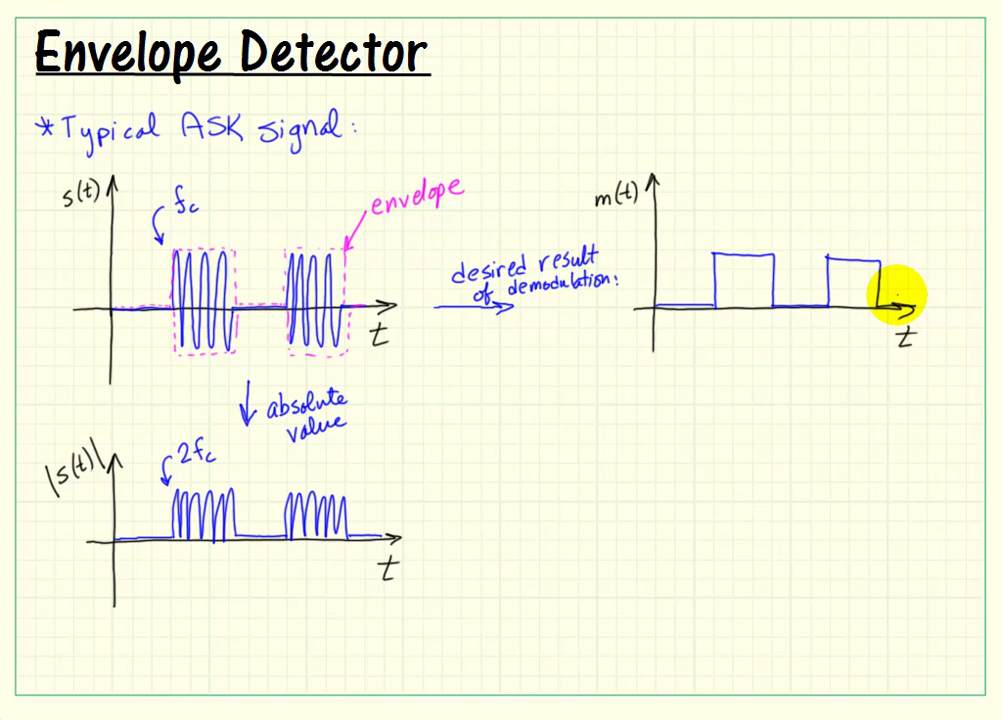 Envelope Detector
*Typical ASK signal:
s(t)
fc
envelope
t
desired result
of demodulation:
m(t)
t
absolute
value
|s(t)|
2fc
t